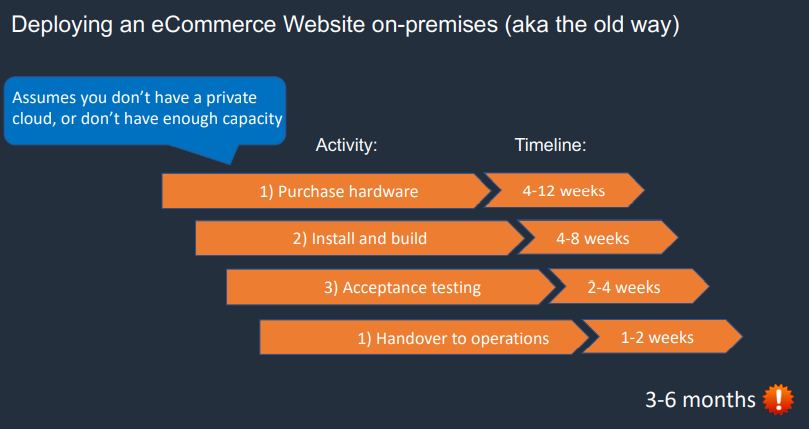 Deploying an eCommerce Website on-premises (aka the old way)
Assumes you don’t have a private
cloud, or don’t have enough capacity
Activity:
Timeline:
1) Purchase hardware
4-12 weeks
2) Install and build
4-8 weeks
3) Acceptance testing
2-4 weeks
1) Handover to operations
1-2 weeks
3-6 months